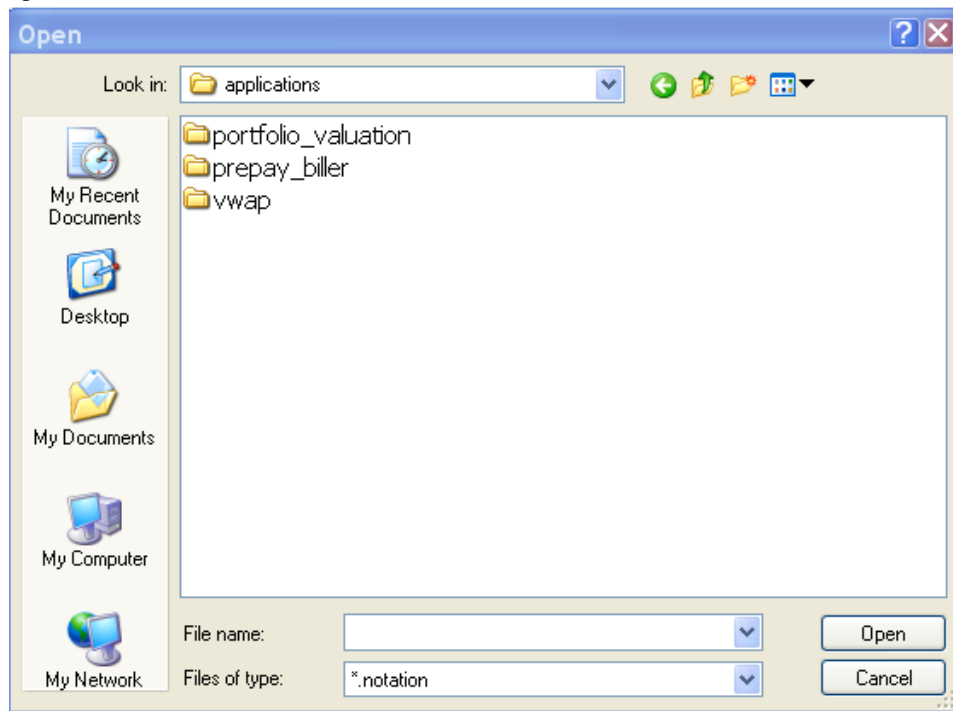 Open
Look in: applications
portfolio_valuation
prepay_biller
vwap
My Recent
Documents
Desktop
My Documents
My Computer
My Network
File name:
Open
Files of type: *.notation
Cancel